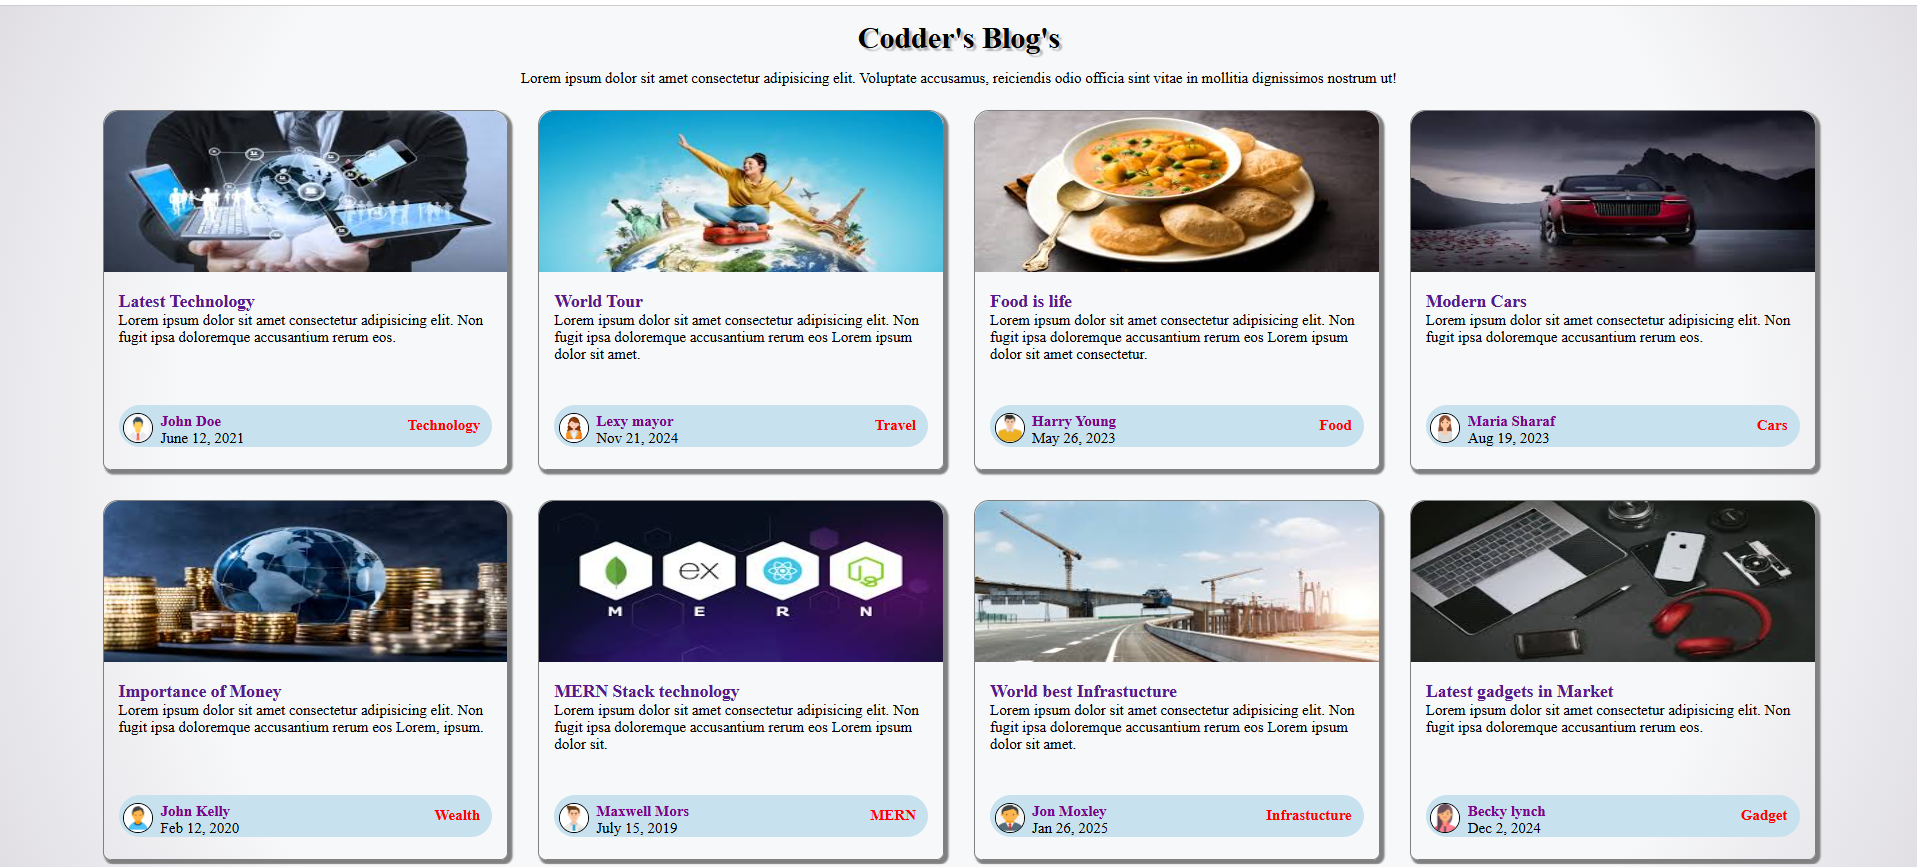 Codder's Blog's
Lorem ipsum dolor sit amet consectetur adipisicing elit. Voluptate accusamus, reiciendis odio officia sint vitae in mollitia dignissimos nostrum ut!
Latest Technology
Lorem ipsum dolor sit amet consectetur adipisicing elit. Non
fugit ipsa doloremque accusantium rerum eos.
John Doe
June 12, 2021
Technology
World Tour
Lorem ipsum dolor sit amet consectetur adipisicing elit. Non
fugit ipsa doloremque accusantium rerum eos Lorem ipsum
dolor sit amet.
Lexy mayor
Nov 21, 2024
Travel
Food is life
Lorem ipsum dolor sit amet consectetur adipisicing elit. Non
fugit ipsa doloremque accusantium rerum eos Lorem ipsum
dolor sit amet consectetur.
Harry Young
May 26, 2023
Food
Modern Cars
Lorem ipsum dolor sit amet consectetur adipisicing elit. Non
fugit ipsa doloremque accusantium rerum eos.
Maria Sharaf
Aug 19, 2023
Cars
Importance of Money
Lorem ipsum dolor sit amet consectetur adipisicing elit. Non
fugit ipsa doloremque accusantium rerum eos Lorem, ipsum.
John Kelly
Feb 12, 2020
Wealth
ex
M E R N
MERN Stack technology
Lorem ipsum dolor sit amet consectetur adipisicing elit. Non
fugit ipsa doloremque accusantium rerum eos Lorem ipsum
dolor sit.
Maxwell Mors
July 15, 2019
MERN
World best Infrastucture
Lorem ipsum dolor sit amet consectetur adipisicing elit. Non
fugit ipsa doloremque accusantium rerum eos Lorem ipsum
dolor sit amet.
Jon Moxley
Jan 26, 2025
Infrastucture
Latest gadgets in Market
Lorem ipsum dolor sit amet consectetur adipisicing elit. Non
fugit ipsa doloremque accusantium rerum eos.
Becky lynch
Dec 2, 2024
Gadget